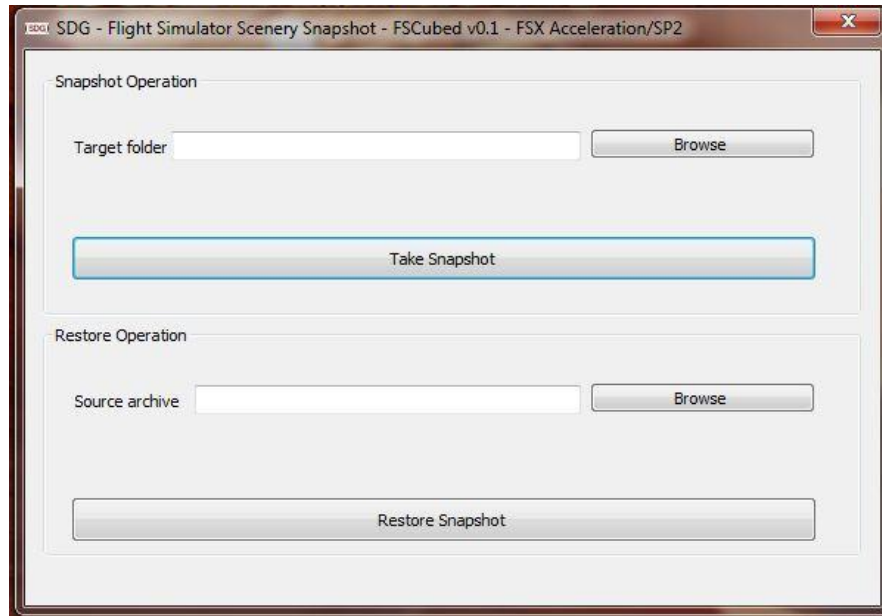 SDG SDG - Flight Simulator Scenery Snapshot - FSCubed v0.1 - FSX Acceleration/SP2
Snapshot Operation
Target folder Browse
Take Snapshot
Restore Operation
Source archive Browse
Restore Snapshot